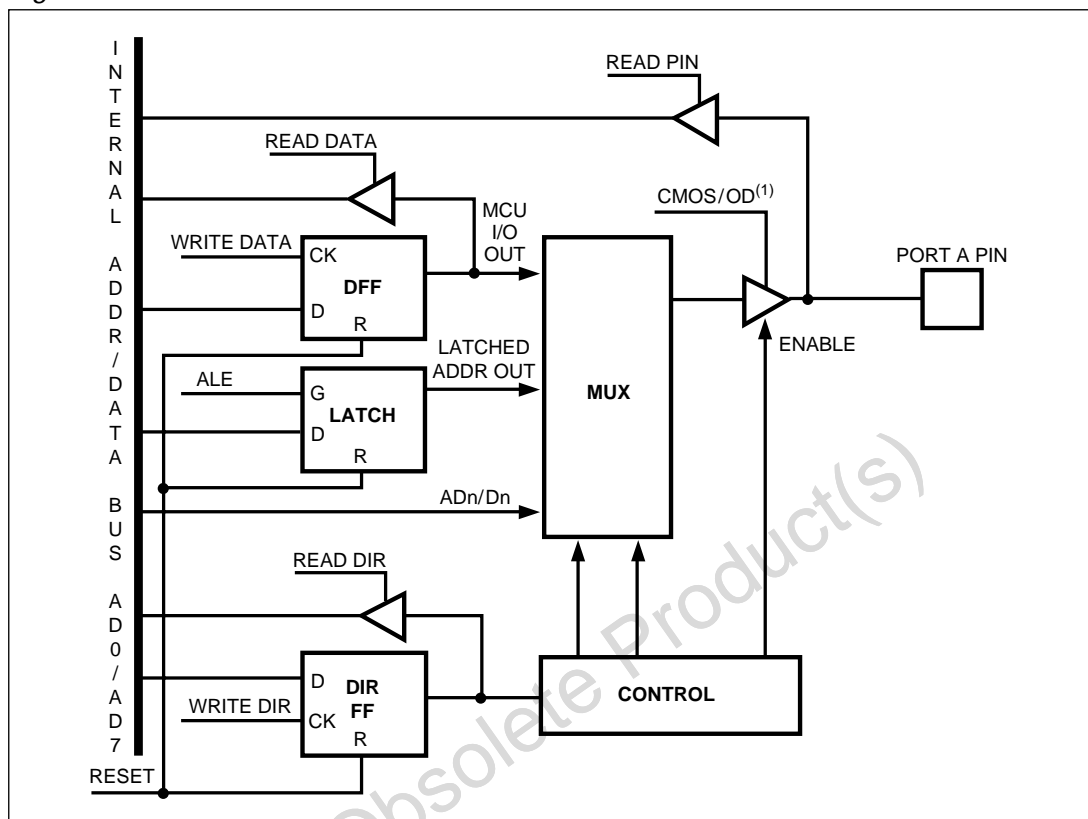 INTERNAL ADDR/DATA BUS AD0/AD7
READ PIN
READ DATA
CMOS/OD(1)
MCU
I/O
OUT
WRITE DATA
CK
DFF
D
R
PORT A PIN
ENABLE
LATCHED
ADDR OUT
ALE
G
LATCH
D
R
MUX
ADn/Dn
READ DIR
D
DIR
FF
WRITE DIR
CK
R
CONTROL
RESET
Obsolete Product(s)